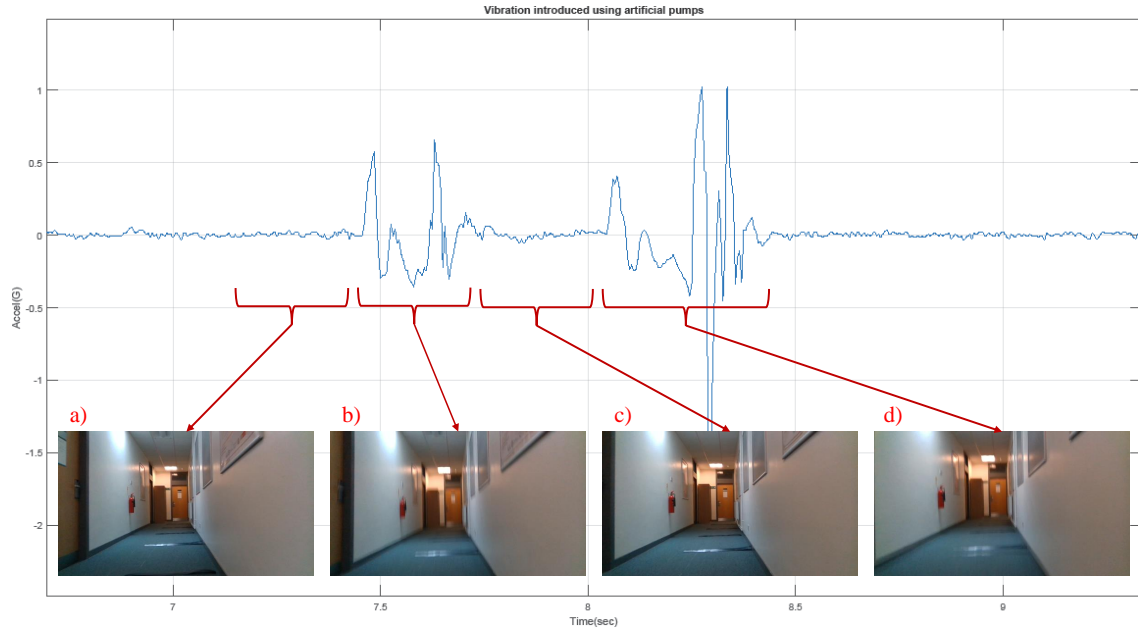 Vibration introduced using artificial pumps
1
0.5
0
-0.5
-1
-1.5
-2
Accel(G)
a)
b)
c)
d)
7
7.5
8
8.5
9
Time(sec)